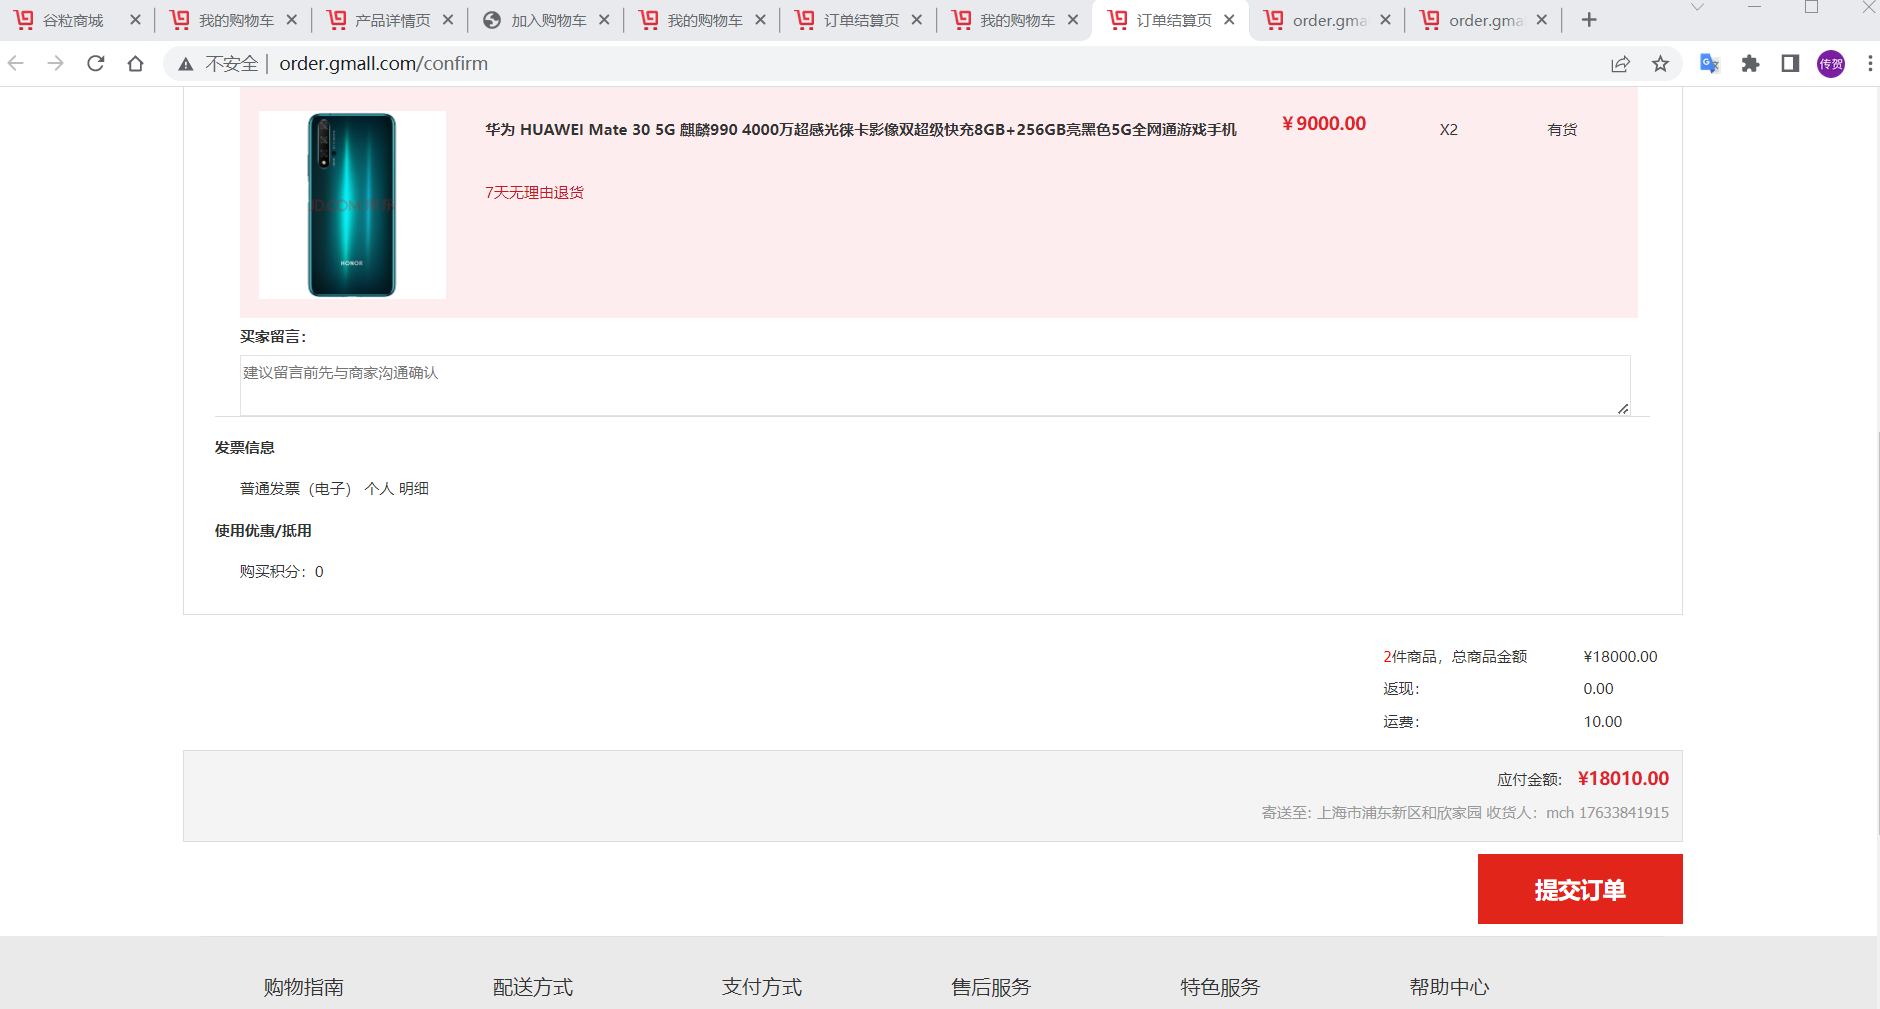 谷粒商城
我的购物车
产品详情页
加入购物车
我的购物车
订单结算页
我的购物车
订单结算页
order.gma
order.gma
不安全 | order.gmall.com/confirm
传贺
华为 HUAWEI Mate 30 5G 麒麟990 4000万超感光徕卡影像双超级快充8GB+256GB亮黑色5G全网通游戏手机
￥9000.00
X2
有货
7天无理由退货
HONOR
买家留言：
建议留言前先与商家沟通确认
发票信息
普通发票（电子） 个人 明细
使用优惠/抵用
购买积分：0
2件商品，总商品金额 ¥18000.00
返现： 0.00
运费： 10.00
应付金额: ¥18010.00
寄送至: 上海市浦东新区和欣家园 收货人：mch 17633841915
提交订单
购物指南
配送方式
支付方式
售后服务
特色服务
帮助中心